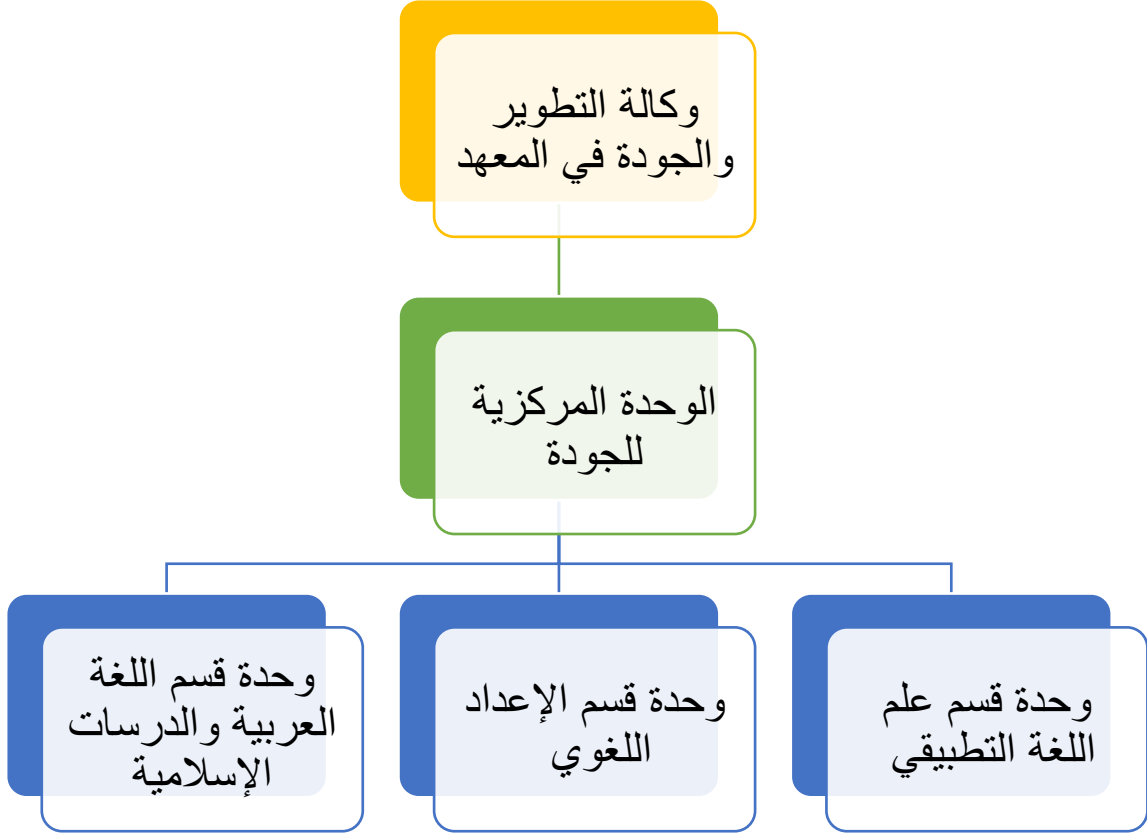 وكالة التطوير
والجودة في المعهد
الوحدة المركزية
للجودة
وحدة قسم علم
اللغة التطبيقي
وحدة قسم الإعداد
اللغوي
وحدة قسم اللغة
العربية والدرسات
الإسلامية